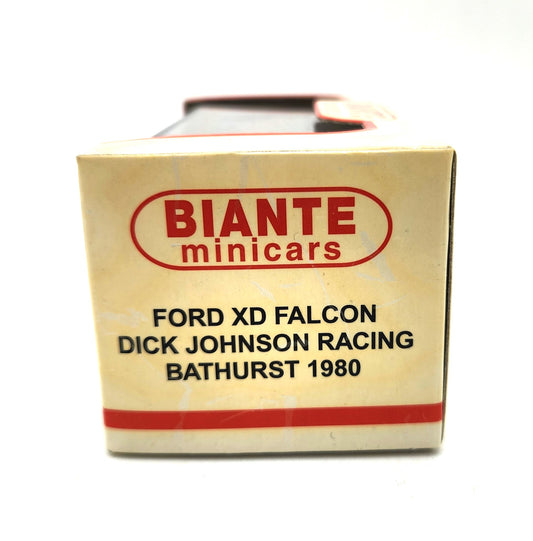 BIANTE
minicars
FORD XD FALCON
DICK JOHNSON RACING
BATHURST 1980